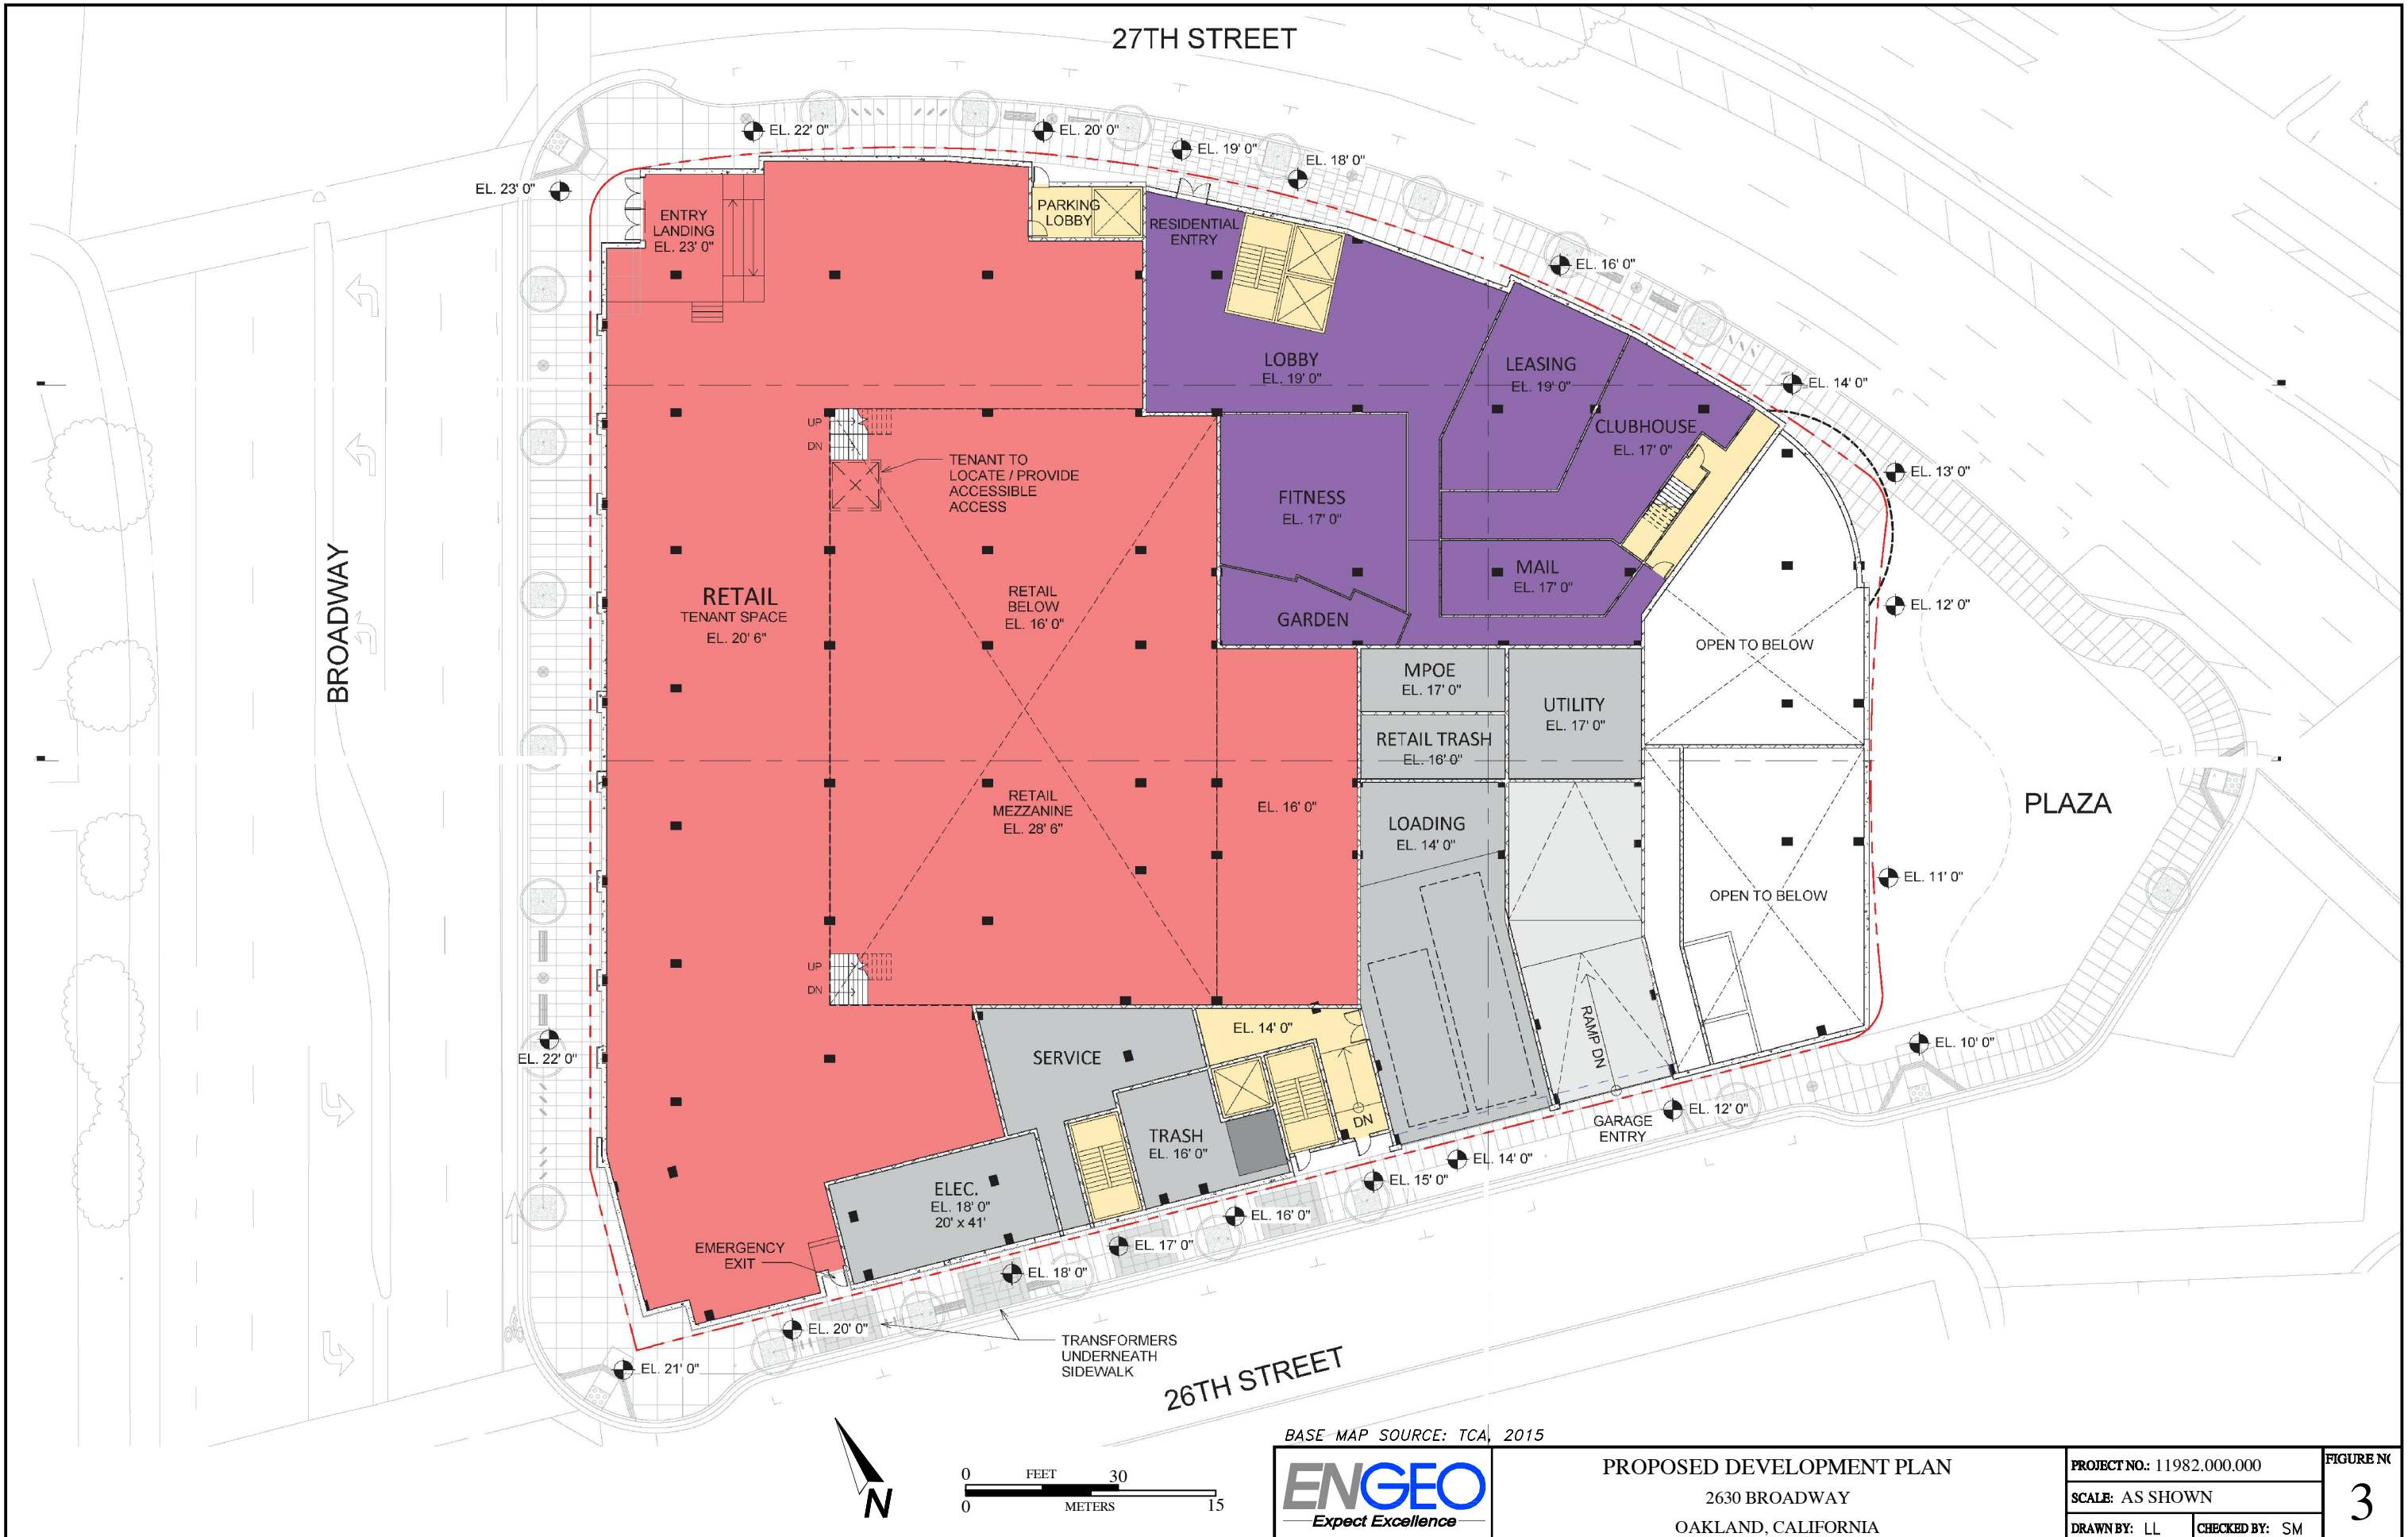 27TH STREET
EL. 22' 0"
EL. 20' 0"
EL. 19' 0"
EL. 18' 0"
EL. 23' 0"
ENTRY
LANDING
EL. 23' 0"
PARKING
LOBBY
RESIDENTIAL
ENTRY
EL. 16' 0"
LOBBY
EL. 19' 0"
LEASING
EL. 19' 0"
EL. 14' 0"
CLUBHOUSE
EL. 17' 0"
UP
DN
TENANT TO
LOCATE / PROVIDE
ACCESSIBLE
ACCESS
EL. 13' 0"
FITNESS
EL. 17' 0"
MAIL
EL. 17' 0"
BROADWAY
RETAIL
TENANT SPACE
EL. 20' 6"
RETAIL
BELOW
EL. 16' 0"
GARDEN
EL. 12' 0"
OPEN TO BELOW
MPOE
EL. 17' 0"
UTILITY
EL. 17' 0"
RETAIL TRASH
EL. 16' 0"
RETAIL
MEZZANINE
EL. 28' 6"
EL. 16' 0"
LOADING
EL. 14' 0"
PLAZA
OPEN TO BELOW
EL. 11' 0"
UP
DN
RAMP DN
EL. 22' 0"
SERVICE
EL. 14' 0"
EL. 10' 0"
DN
EL. 12' 0"
GARAGE
ENTRY
TRASH
EL. 16' 0"
EL. 14' 0"
EL. 15' 0"
ELEC.
EL. 18' 0"
20' x 41'
EL. 16' 0"
EMERGENCY
EXIT
EL. 17' 0"
EL. 18' 0"
EL. 20' 0"
TRANSFORMERS
UNDERNEATH
SIDEWALK
EL. 21' 0"
26TH STREET
N
0 FEET 30
0 METERS 15
BASE MAP SOURCE: TCA, 2015
ENGEO
Expect Excellence
PROPOSED DEVELOPMENT PLAN
2630 BROADWAY
OAKLAND, CALIFORNIA
PROJECT NO.: 11982.000.000
SCALE: AS SHOWN
DRAWN BY: LL
CHECKED BY: SM
FIGURE NO
3